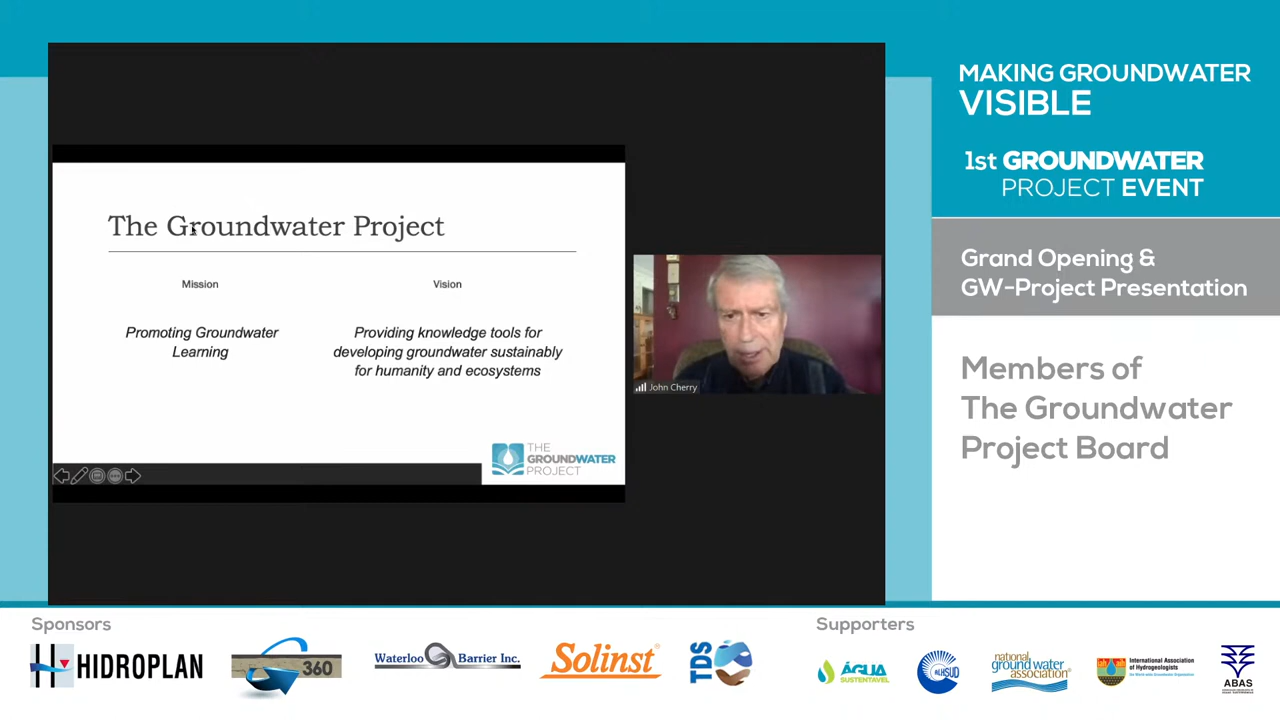 MAKING GROUNDWATER
VISIBLE
1st GROUNDWATER
PROJECT EVENT
Grand Opening &
GW-Project Presentation
Members of
The Groundwater
Project Board
The Groundwater Project
Mission
Vision
Promoting Groundwater
Learning
Providing knowledge tools for
developing groundwater sustainably
for humanity and ecosystems
THE
GROUNDWATER
PROJECT
John Cherry
Sponsors
HIDROPLAN
360
Waterloo Barrier Inc.
Solinst
TDS
Supporters
ÁGUA
SUSTENTÁVEL
ALHSUD
national
ground water
association
International Association
of Hydrogeologists
ABAS